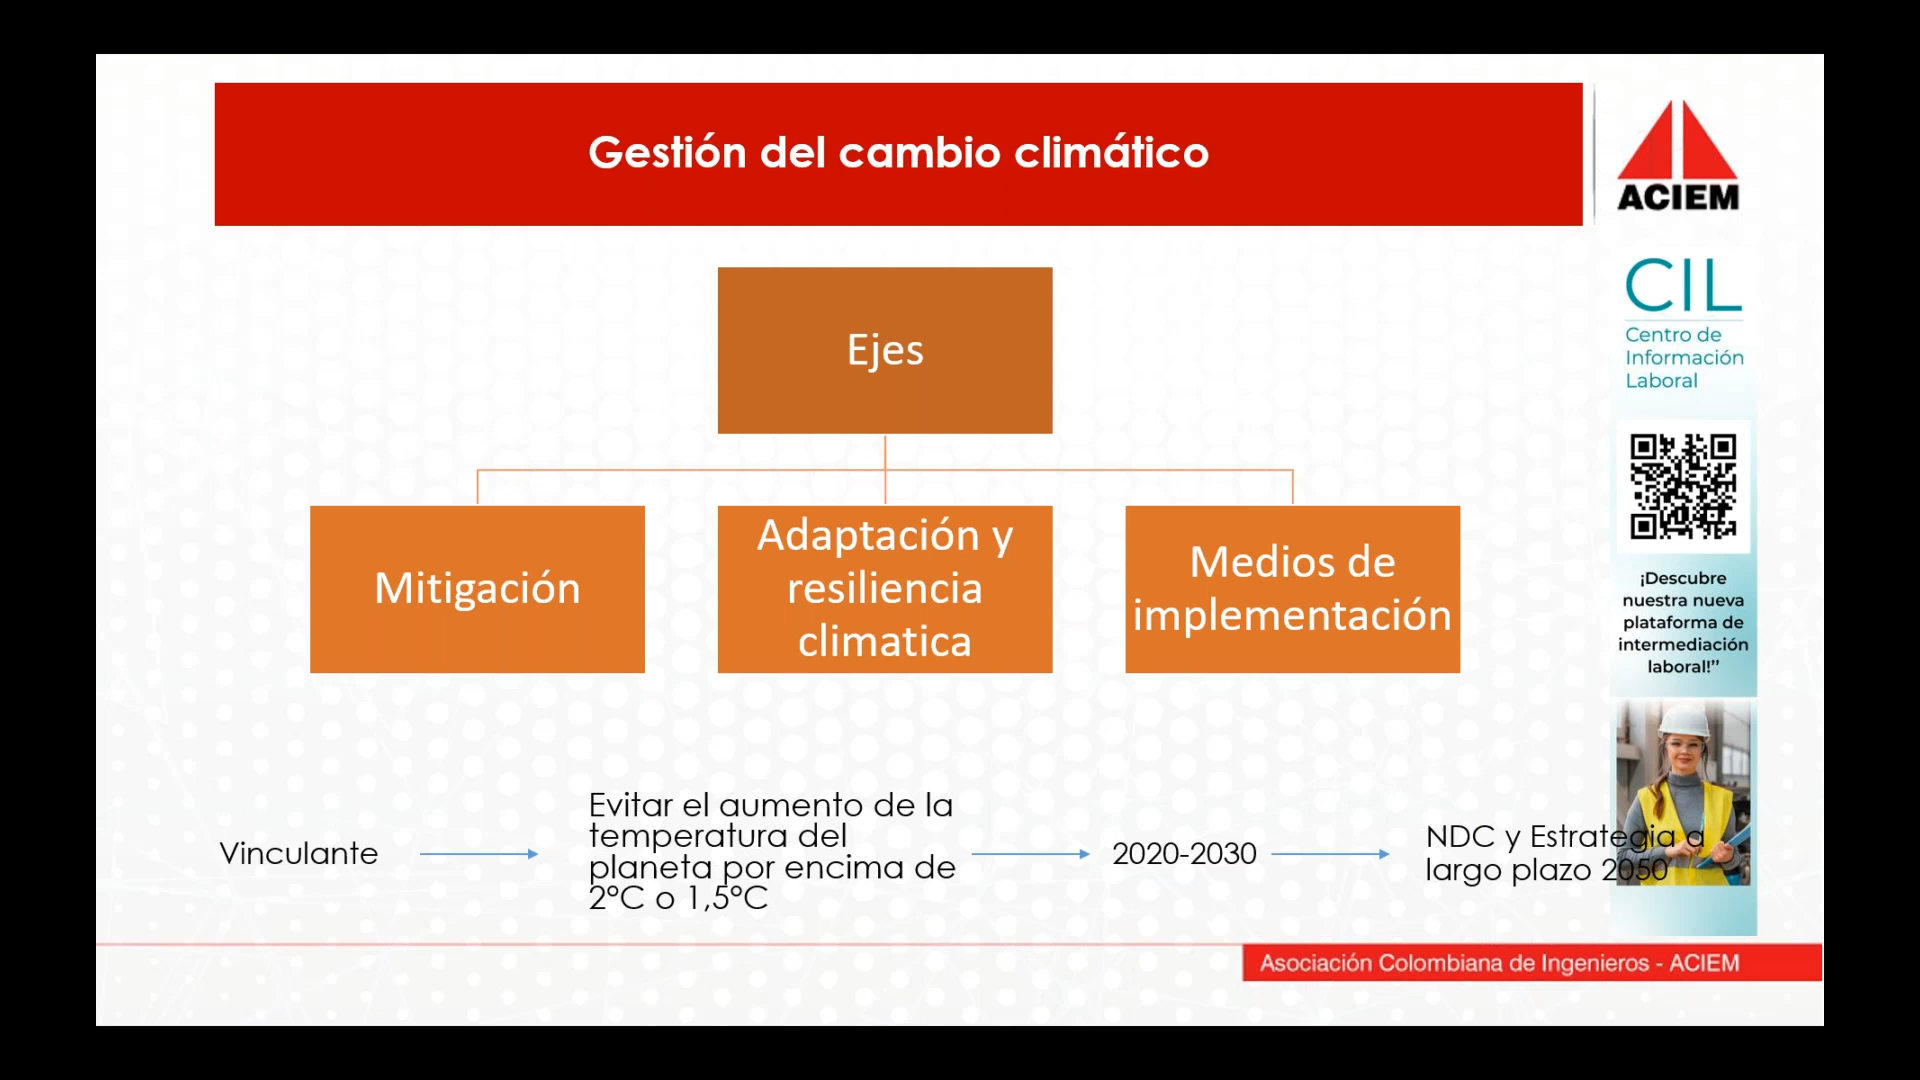 Gestión del cambio climático
ACIEM
Ejes
Mitigación
Adaptación y
resiliencia
climatica
Medios de
implementación
CIL
Centro de
Información
Laboral
¡Descubre
nuestra nueva
plataforma de
intermediación
laboral!”
Vinculante
Evitar el aumento de la
temperatura del
planeta por encima de
2°C o 1,5°C
2020-2030
NDC y Estrategia a
largo plazo 2050
Asociación Colombiana de Ingenieros - ACIEM